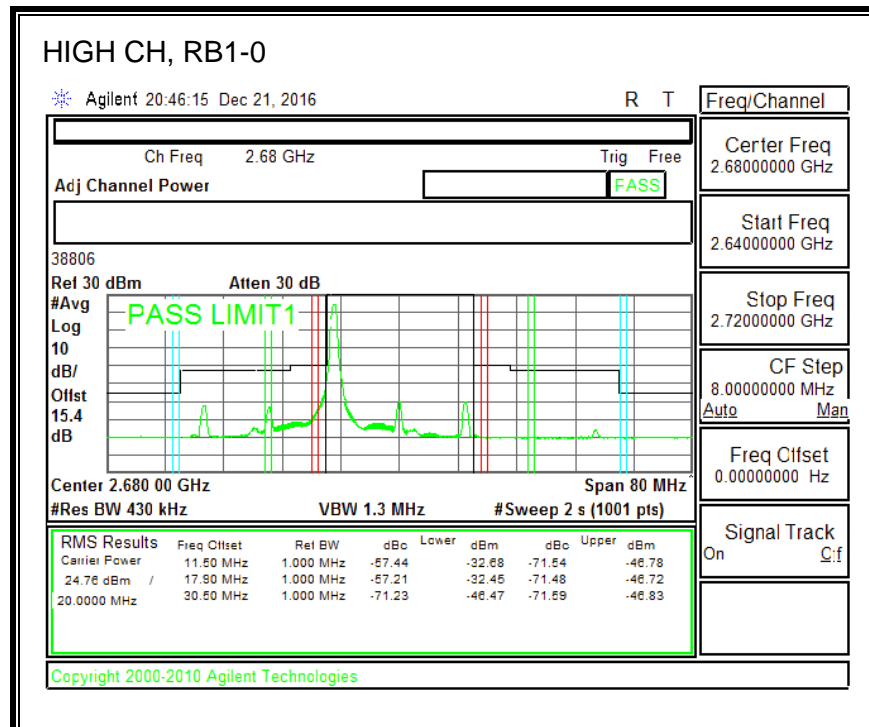 HIGH CH, RB1-0
Agilent 20:46:15 Dec 21, 2016 R T
Freq/Channel
Ch Freq 2.68 GHz Trig Free
Adj Channel Power PASS
Center Freq
2.68000000 GHz
Start Freq
2.64000000 GHz
Stop Freq
2.72000000 GHz
CF Step
8.00000000 MHz
Auto Man
Freq Offset
0.00000000 Hz
Signal Track
On Off
38806
Ref 30 dBm Atten 30 dB
#Avg
Log
10
dB/
Offst
15.4
dB
PASS LIMIT1
Center 2.680 00 GHz Span 80 MHz
#Res BW 430 kHz VBW 1.3 MHz #Sweep 2 s (1001 pts)
RMS Results Freq Offset Ref BW dBc Lower dBm dBc Upper dBm
Carrier Power 11.50 MHz 1.000 MHz -57.44 -32.68 -71.54 -46.78
24.76 dBm / 17.90 MHz 1.000 MHz -57.21 -32.45 -71.48 -46.72
20.0000 MHz 30.50 MHz 1.000 MHz -71.23 -46.47 -71.59 -46.83
Copyright 2000-2010 Agilent Technologies